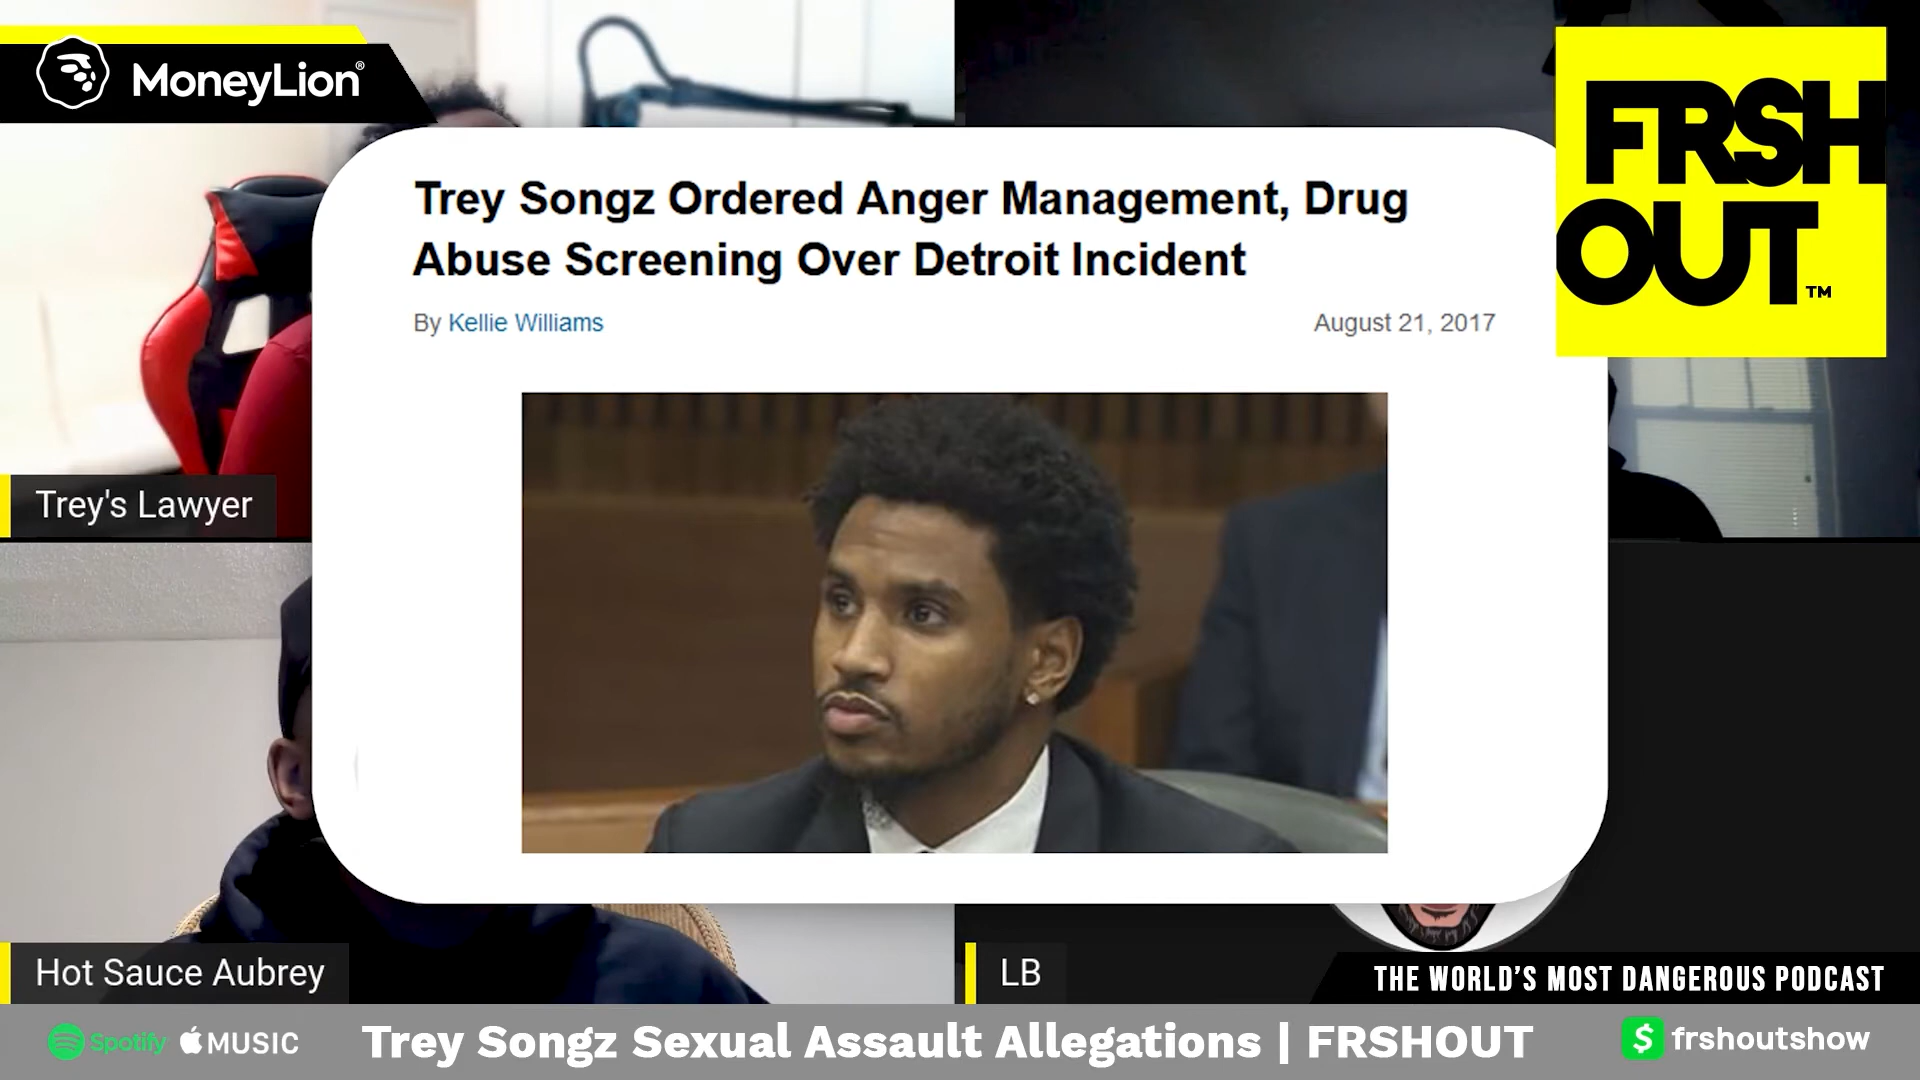 MoneyLion®
FRSH
OUT™
Trey Songz Ordered Anger Management, Drug
Abuse Screening Over Detroit Incident
By Kellie Williams
August 21, 2017
Trey's Lawyer
Hot Sauce Aubrey
LB
THE WORLD'S MOST DANGEROUS PODCAST
Spotify
MUSIC
Trey Songz Sexual Assault Allegations | FRSHOUT
$ frshoutshow